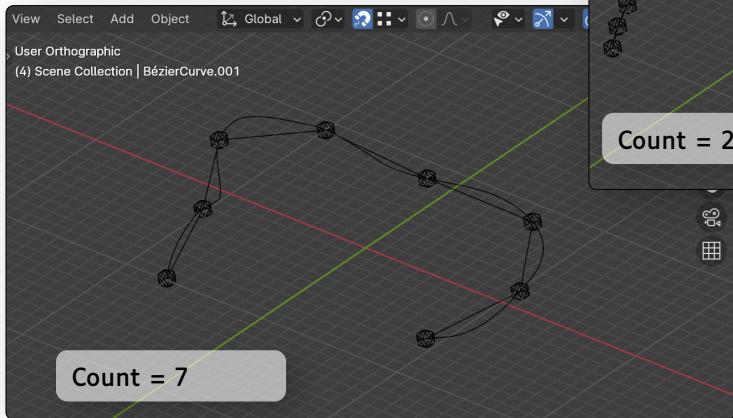 View Select Add Object Global
User Orthographic
(4) Scene Collection | BézierCurve.001
Count = 2
Count = 7